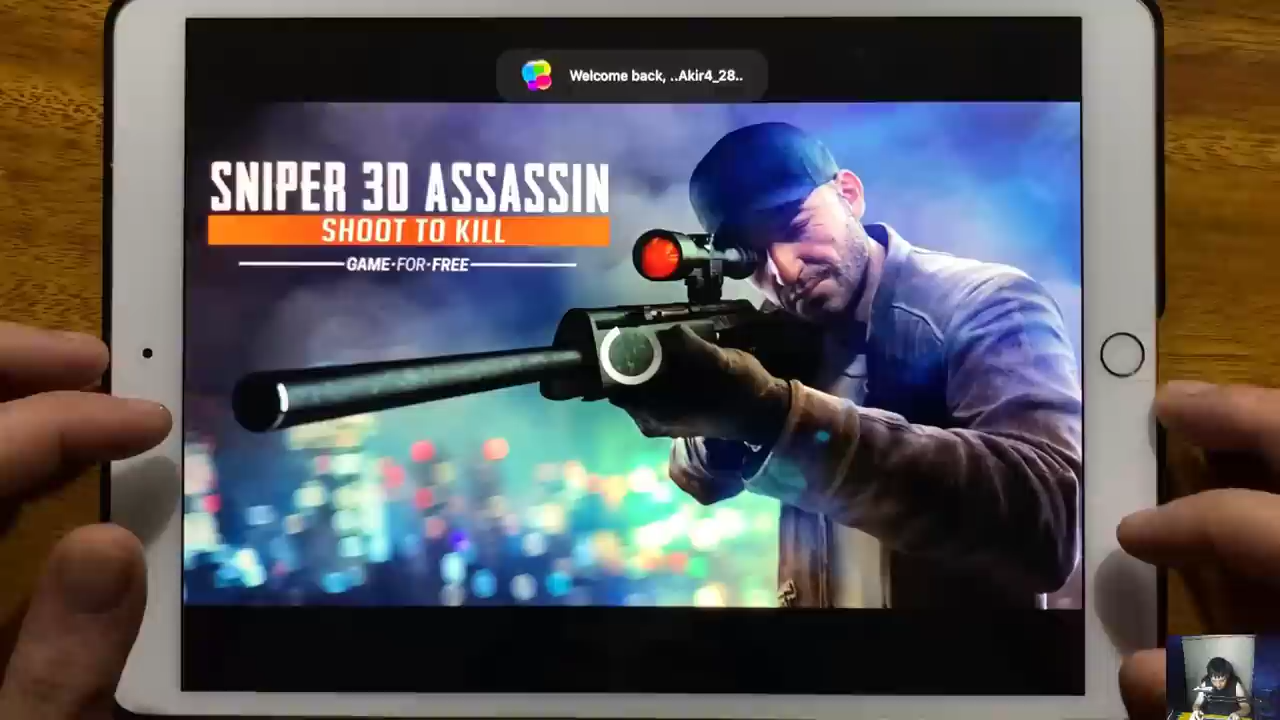 Welcome back, ..Akir4_28..
SNIPER 3D ASSASSIN
SHOOT TO KILL
GAME·FOR·FREE